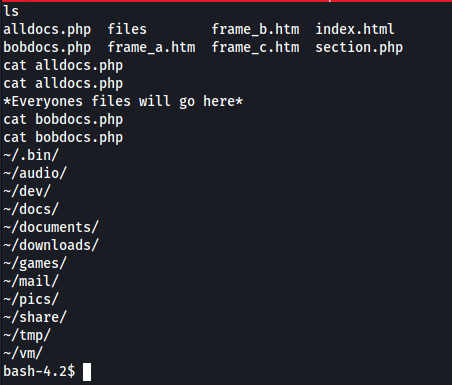 ls
alldocs.php  files       frame_b.htm  index.html
bobdocs.php  frame_a.htm  frame_c.htm  section.php
cat alldocs.php
cat alldocs.php
*Everyones files will go here*
cat bobdocs.php
cat bobdocs.php
~/.bin/
~/audio/
~/dev/
~/docs/
~/documents/
~/downloads/
~/games/
~/mail/
~/pics/
~/share/
~/tmp/
~/vm/
bash-4.2$